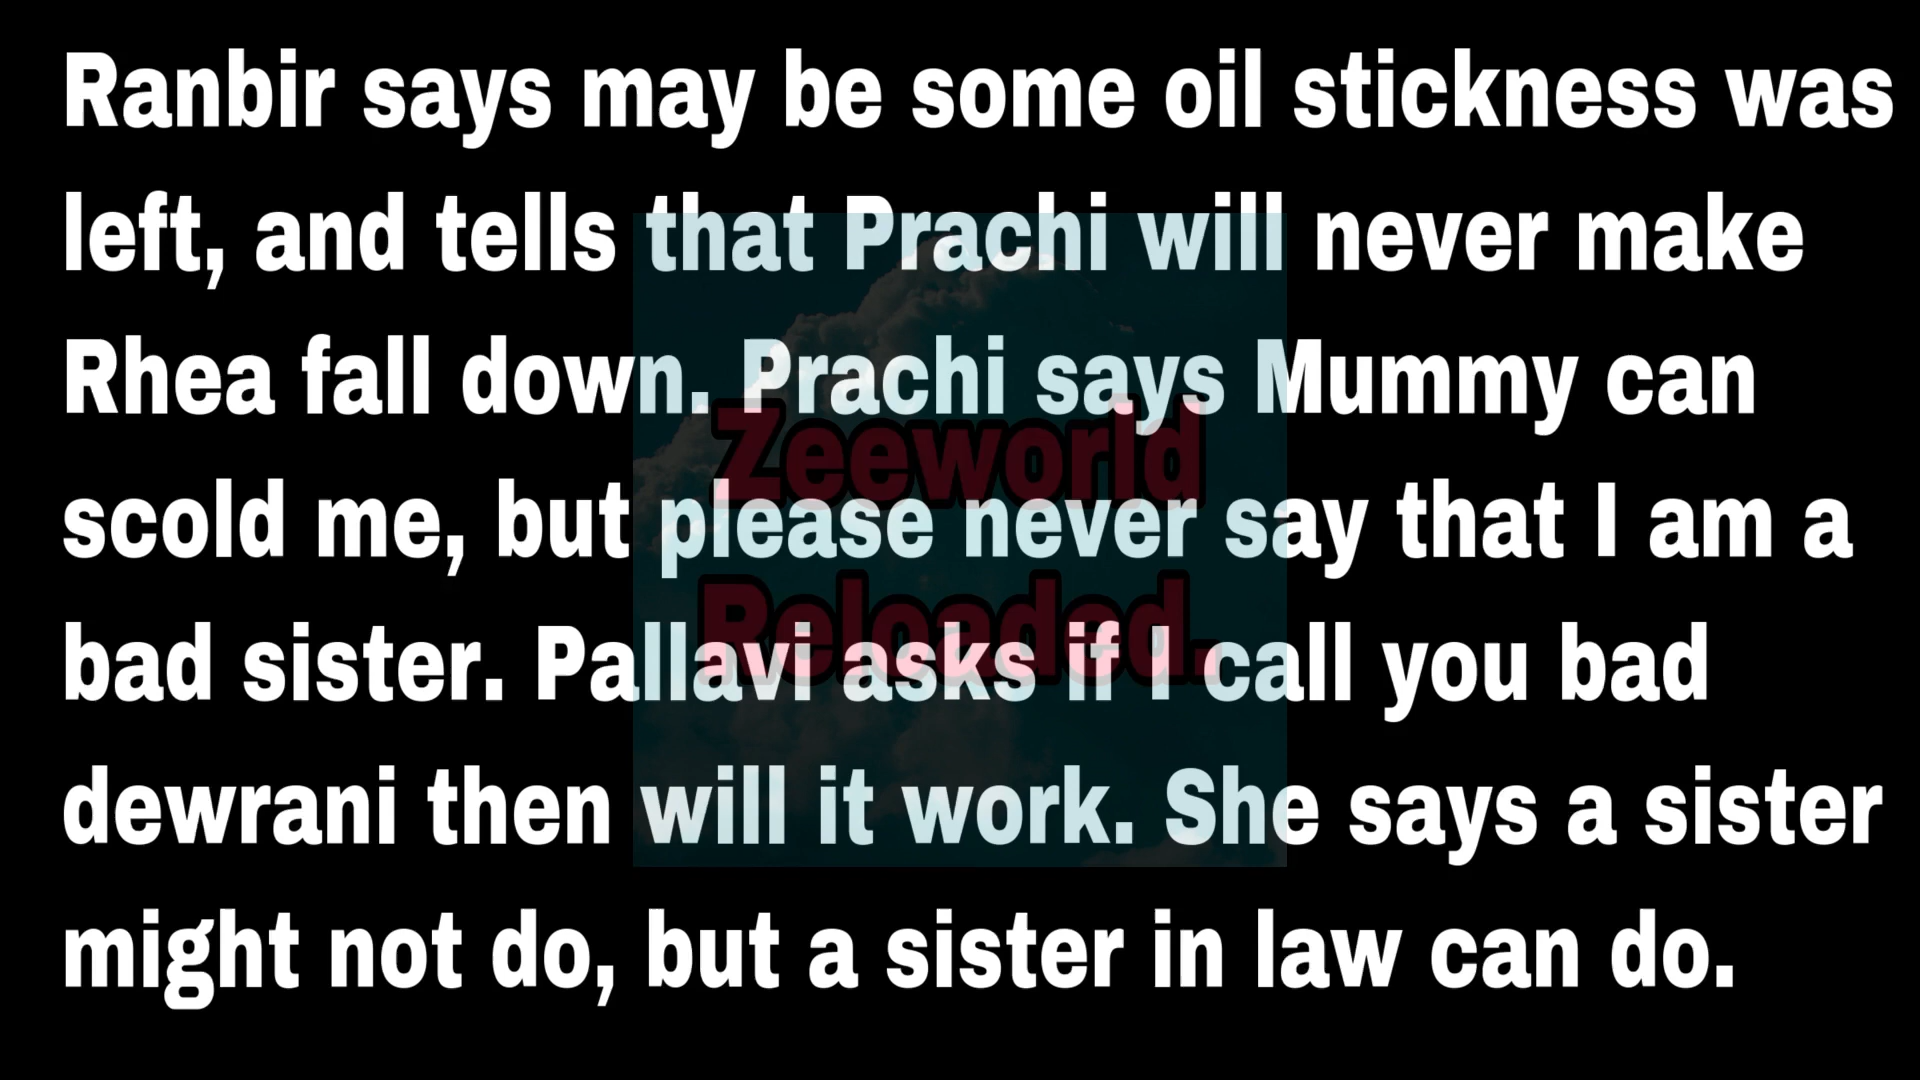 Ranbir says may be some oil stickness was
left, and tells that Prachi will never make
Rhea fall down. Prachi says Mummy can
scold me, but please never say that I am a
bad sister. Pallavi asks if I call you bad
dewrani then will it work. She says a sister
might not do, but a sister in law can do.
Zeeworld
Reloaded.